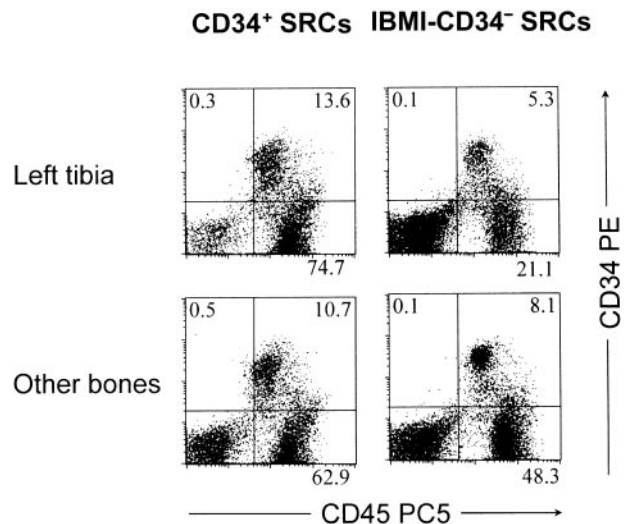 CD34⁺ SRCs IBMI-CD34⁻ SRCs
Left tibia
0.3 13.6
74.7
0.1 5.3
21.1
Other bones
0.5 10.7
62.9
0.1 8.1
48.3
CD34 PE
CD45 PC5